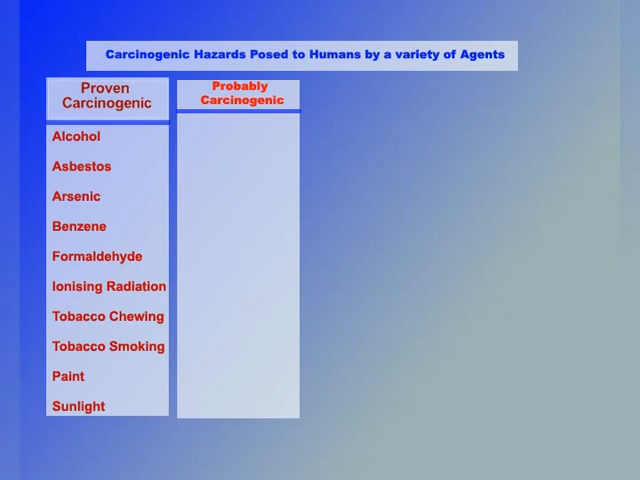 Carcinogenic Hazards Posed to Humans by a variety of Agents
Proven
Carcinogenic
Probably
Carcinogenic
Alcohol
Asbestos
Arsenic
Benzene
Formaldehyde
Ionising Radiation
Tobacco Chewing
Tobacco Smoking
Paint
Sunlight